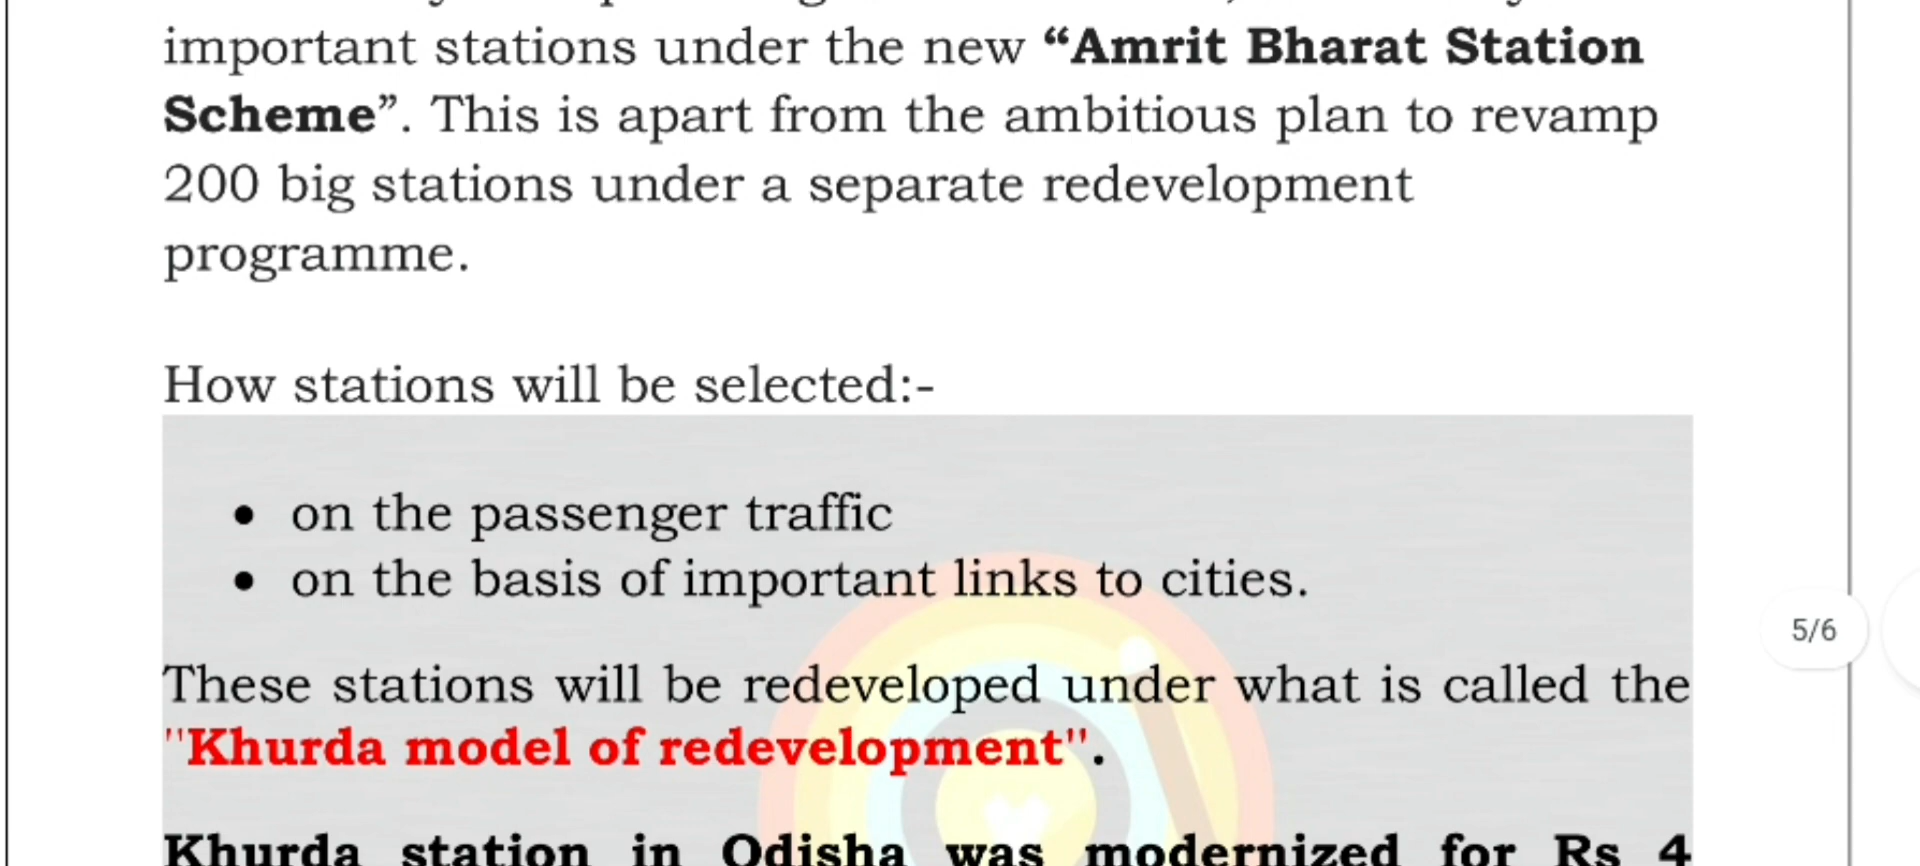 important stations under the new “Amrit Bharat Station
Scheme”. This is apart from the ambitious plan to revamp
200 big stations under a separate redevelopment
programme.
How stations will be selected:-
• on the passenger traffic
• on the basis of important links to cities.
5/6
These stations will be redeveloped under what is called the
"Khurda model of redevelopment".
Khurda station in Odisha was modernized for Rs 4